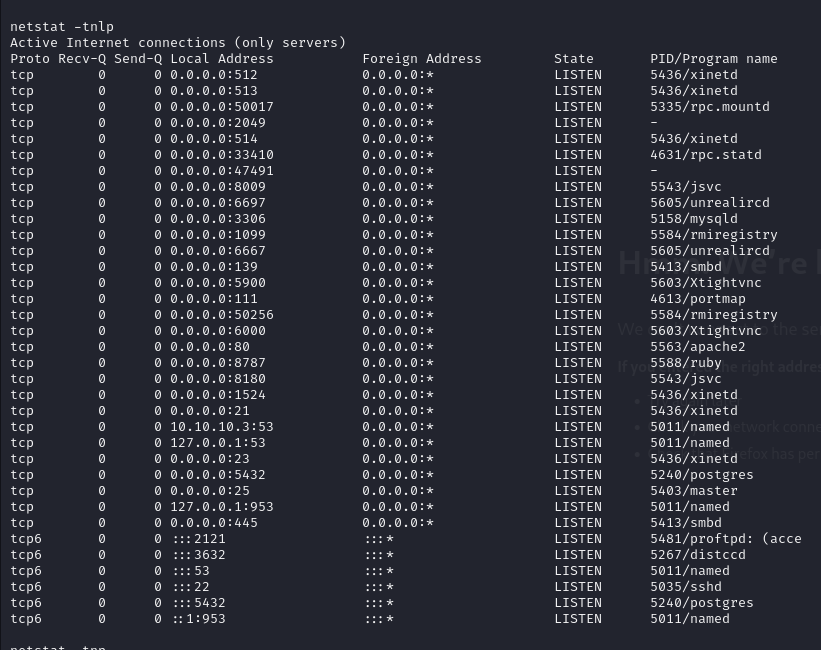 netstat -tnlp
Active Internet connections (only servers)
Proto Recv-Q Send-Q Local Address Foreign Address State PID/Program name
tcp 0 0 0.0.0.0:512 0.0.0.0:* LISTEN 5436/xinetd
tcp 0 0 0.0.0.0:513 0.0.0.0:* LISTEN 5436/xinetd
tcp 0 0 0.0.0.0:50017 0.0.0.0:* LISTEN 5335/rpc.mountd
tcp 0 0 0.0.0.0:2049 0.0.0.0:* LISTEN -
tcp 0 0 0.0.0.0:514 0.0.0.0:* LISTEN 5436/xinetd
tcp 0 0 0.0.0.0:33410 0.0.0.0:* LISTEN 4631/rpc.statd
tcp 0 0 0.0.0.0:47491 0.0.0.0:* LISTEN -
tcp 0 0 0.0.0.0:8009 0.0.0.0:* LISTEN 5543/jsvc
tcp 0 0 0.0.0.0:6697 0.0.0.0:* LISTEN 5605/unrealircd
tcp 0 0 0.0.0.0:3306 0.0.0.0:* LISTEN 5158/mysqld
tcp 0 0 0.0.0.0:1099 0.0.0.0:* LISTEN 5584/rmiregistry
tcp 0 0 0.0.0.0:6667 0.0.0.0:* LISTEN 5605/unrealircd
tcp 0 0 0.0.0.0:139 0.0.0.0:* LISTEN 5413/smbd
tcp 0 0 0.0.0.0:5900 0.0.0.0:* LISTEN 5603/Xtightvnc
tcp 0 0 0.0.0.0:111 0.0.0.0:* LISTEN 4613/portmap
tcp 0 0 0.0.0.0:50256 0.0.0.0:* LISTEN 5584/rmiregistry
tcp 0 0 0.0.0.0:6000 0.0.0.0:* LISTEN 5603/Xtightvnc
tcp 0 0 0.0.0.0:80 0.0.0.0:* LISTEN 5563/apache2
tcp 0 0 0.0.0.0:8787 0.0.0.0:* LISTEN 5588/ruby
tcp 0 0 0.0.0.0:8180 0.0.0.0:* LISTEN 5543/jsvc
tcp 0 0 0.0.0.0:1524 0.0.0.0:* LISTEN 5436/xinetd
tcp 0 0 0.0.0.0:21 0.0.0.0:* LISTEN 5436/xinetd
tcp 0 0 10.10.10.3:53 0.0.0.0:* LISTEN 5011/named
tcp 0 0 127.0.0.1:53 0.0.0.0:* LISTEN 5011/named
tcp 0 0 0.0.0.0:23 0.0.0.0:* LISTEN 5436/xinetd
tcp 0 0 0.0.0.0:5432 0.0.0.0:* LISTEN 5240/postgres
tcp 0 0 0.0.0.0:25 0.0.0.0:* LISTEN 5403/master
tcp 0 0 127.0.0.1:953 0.0.0.0:* LISTEN 5011/named
tcp 0 0 0.0.0.0:445 0.0.0.0:* LISTEN 5413/smbd
tcp6 0 0 :::2121 :::* LISTEN 5481/proftpd: (acce
tcp6 0 0 :::3632 :::* LISTEN 5267/distccd
tcp6 0 0 :::53 :::* LISTEN 5011/named
tcp6 0 0 :::22 :::* LISTEN 5035/sshd
tcp6 0 0 :::5432 :::* LISTEN 5240/postgres
tcp6 0 0 ::1:953 :::* LISTEN 5011/named